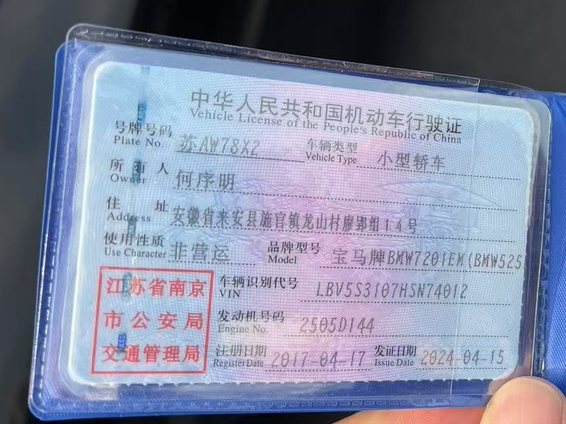 中华人民共和国机动车行驶证
Vehicle License of the People's Republic of China
号牌号码 苏AW78X2 车辆类型 小型轿车
Plate No. Vehicle Type
所有人 何序明
Owner
住址 安徽省来安县施官镇龙山村廖郢组14号
Address
使用性质 非营运 品牌型号 宝马牌BMW7201EM(BMW525
Use Character Model
车辆识别代号 LBV5S3107HSN74012
VIN
发动机号码 2505D144
Engine No.
注册日期 2017-04-17 发证日期 2024-04-15
Register Date Issue Date
江苏省南京
市公安局
交通管理局